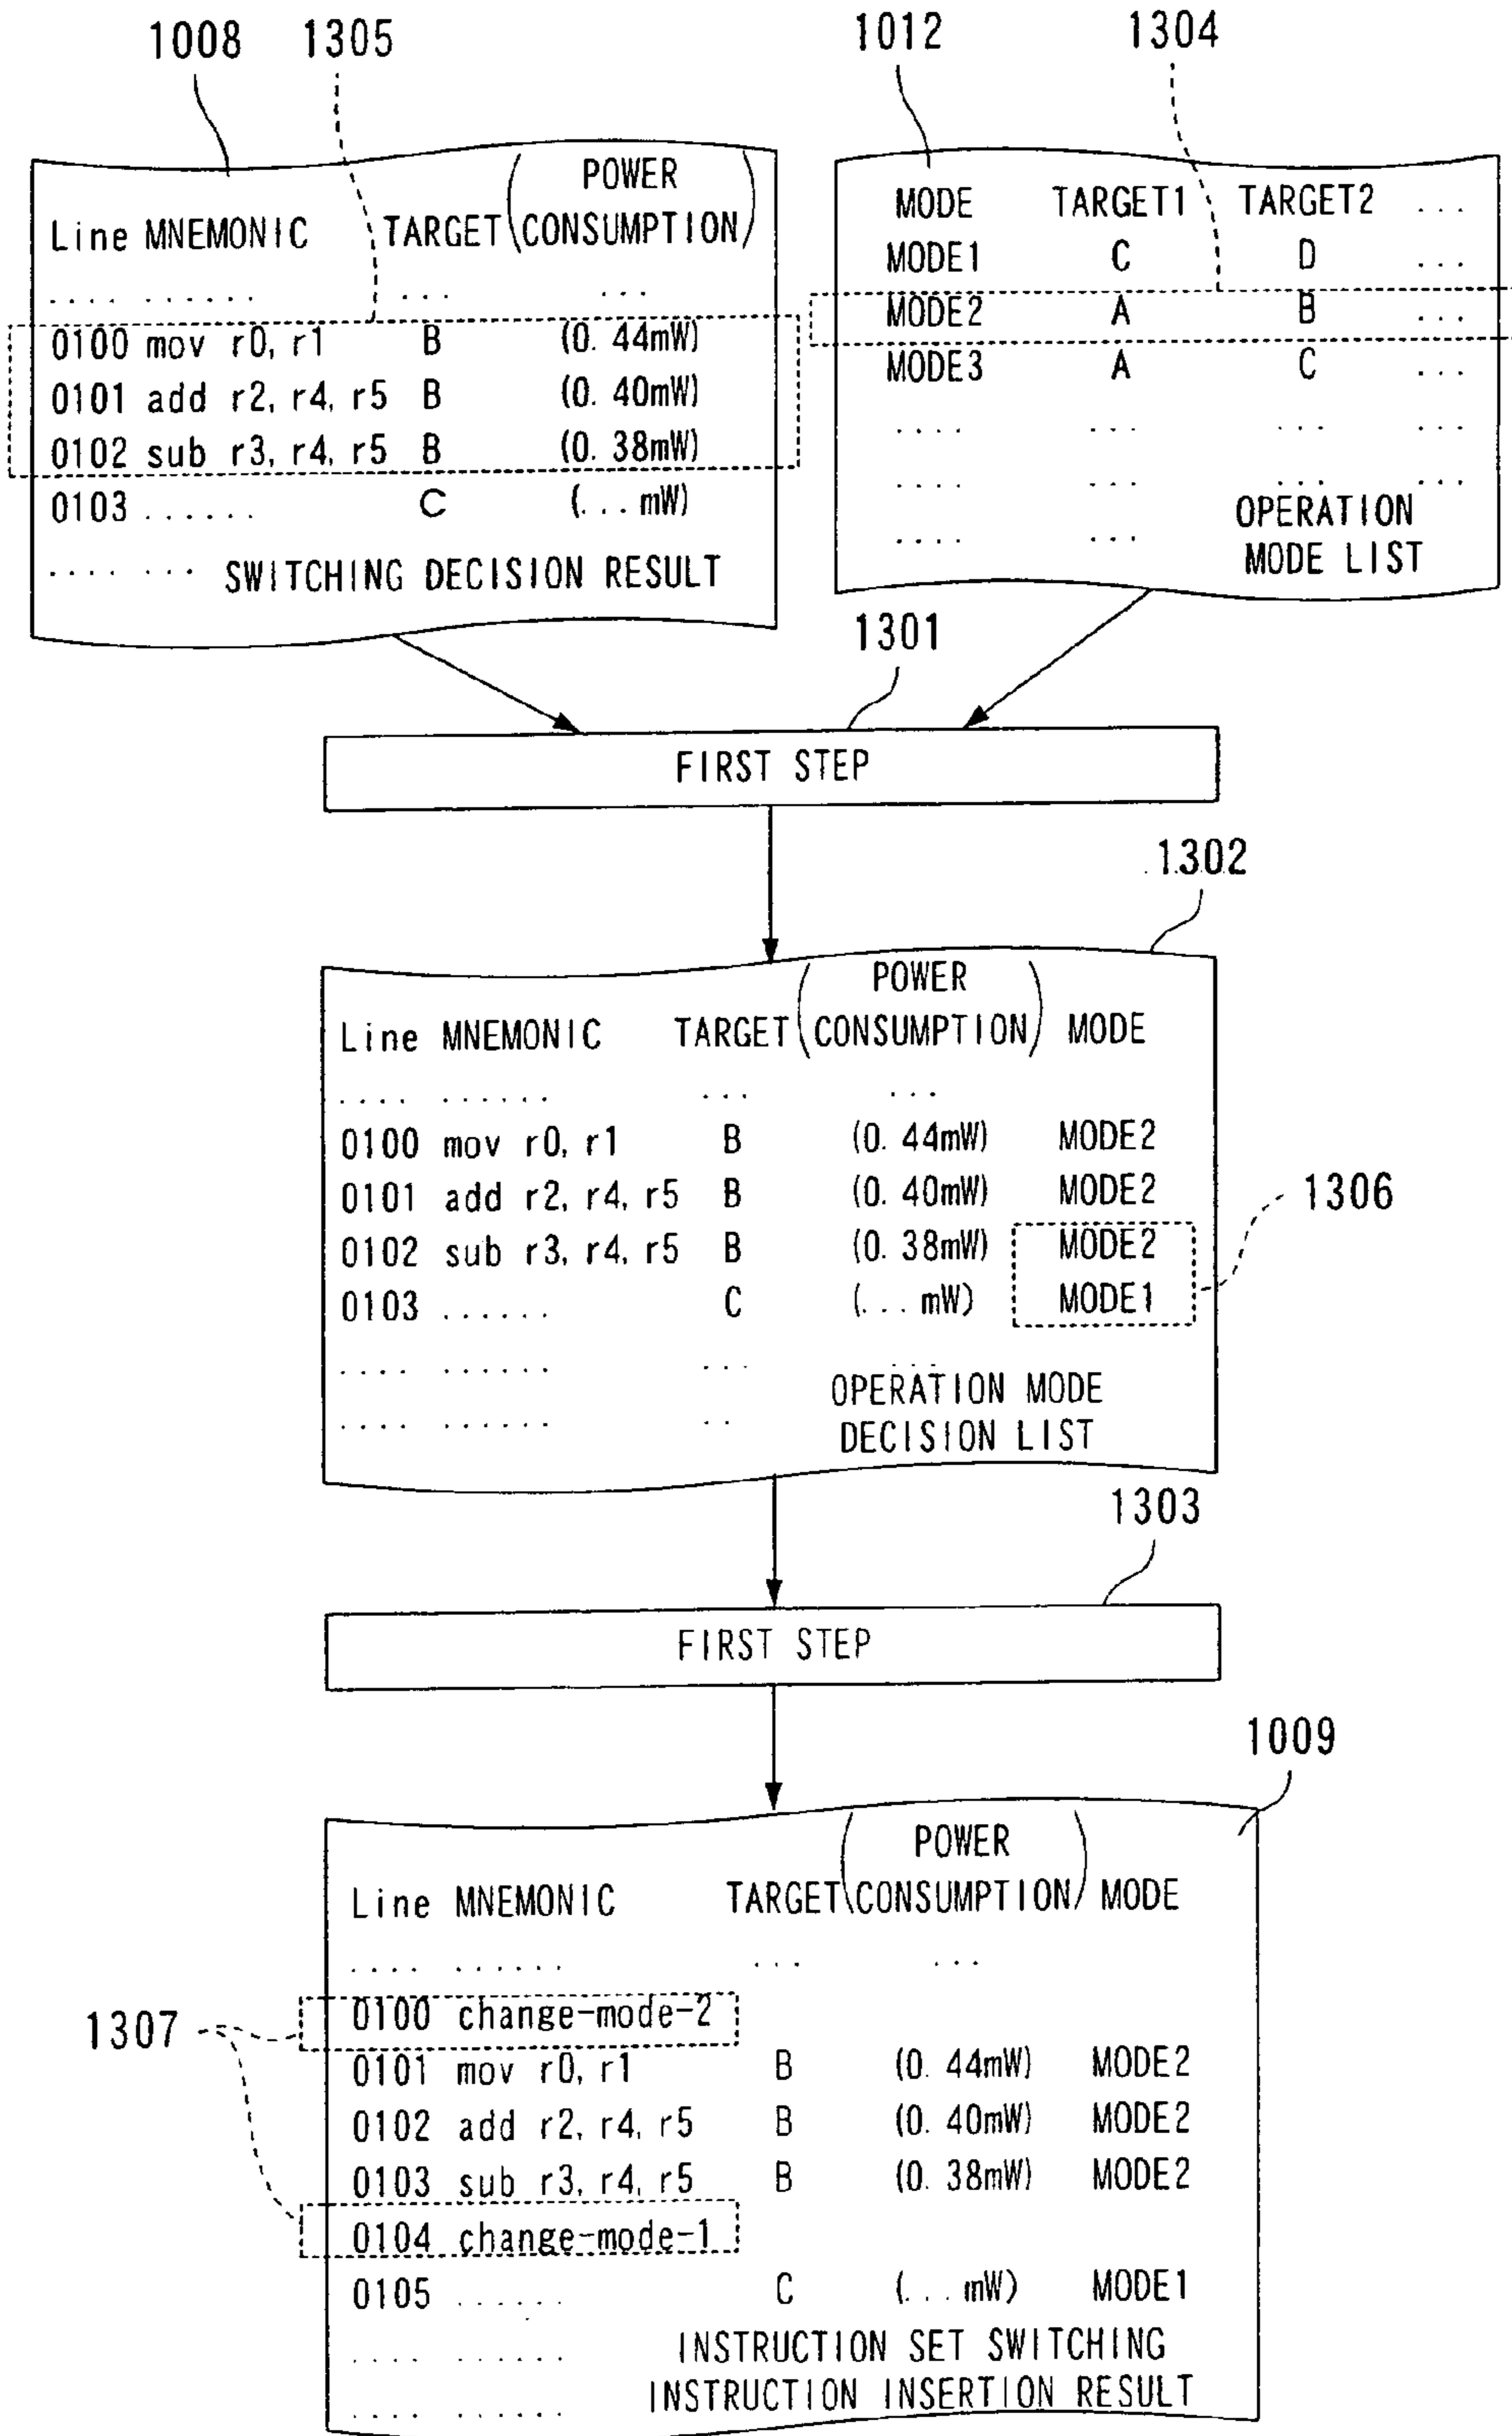 1008 1305
1012 1304
POWER
Line MNEMONIC TARGET (CONSUMPTION)
.... ...... ... ...
0100 mov r0, r1 B (0. 44mW)
0101 add r2, r4, r5 B (0. 40mW)
0102 sub r3, r4, r5 B (0. 38mW)
0103 ...... C (... mW)
.... ... SWITCHING DECISION RESULT
MODE TARGET1 TARGET2 ...
MODE1 C D ...
MODE2 A B ...
MODE3 A C ...
.... ... ... ...
.... ... ... ...
OPERATION
.... ... MODE LIST
1301
FIRST STEP
1302
POWER
Line MNEMONIC TARGET (CONSUMPTION) MODE
.... ...... ... ...
0100 mov r0, r1 B (0. 44mW) MODE2
0101 add r2, r4, r5 B (0. 40mW) MODE2
0102 sub r3, r4, r5 B (0. 38mW) MODE2
0103 ...... C (... mW) MODE1
1306
.... ...... ... ...
OPERATION MODE
.... ...... .. DECISION LIST
1303
FIRST STEP
1009
POWER
Line MNEMONIC TARGET (CONSUMPTION) MODE
.... ...... ... ...
1307
0100 change-mode-2
0101 mov r0, r1 B (0. 44mW) MODE2
0102 add r2, r4, r5 B (0. 40mW) MODE2
0103 sub r3, r4, r5 B (0. 38mW) MODE2
0104 change-mode-1
0105 ...... C (... mW) MODE1
.... ...... INSTRUCTION SET SWITCHING
.... ...... INSTRUCTION INSERTION RESULT